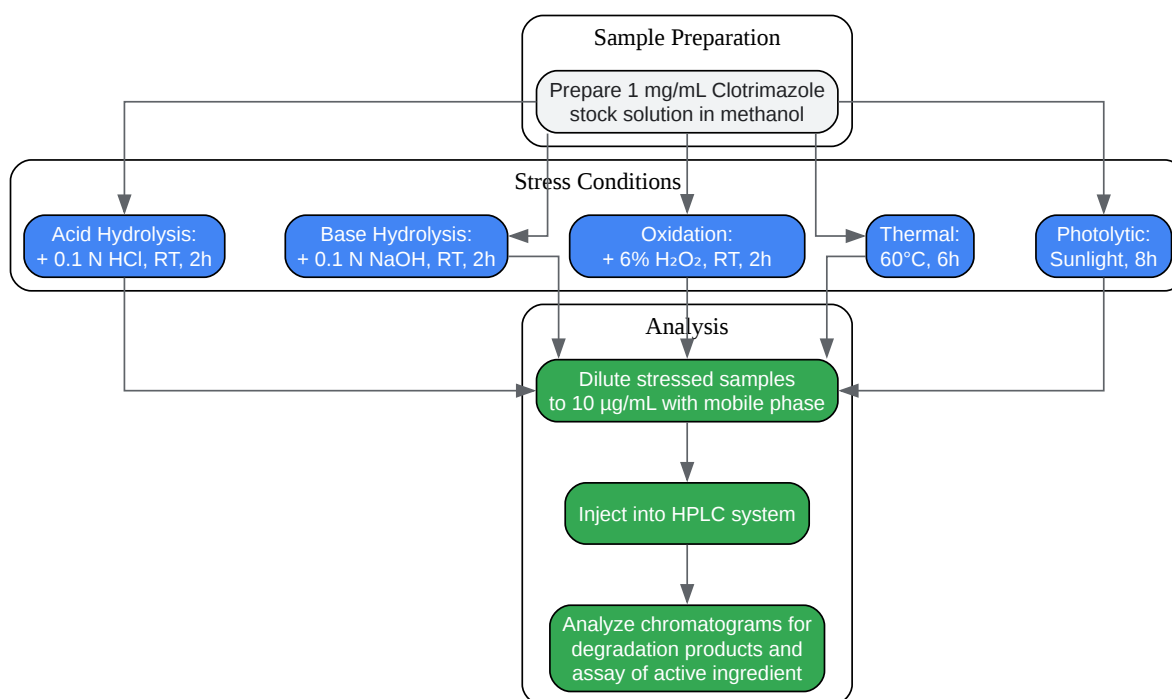 Sample Preparation
Prepare 1 mg/mL Clotrimazole
stock solution in methanol
Stress Conditions
Acid Hydrolysis:
+ 0.1 N HCl, RT, 2h
Base Hydrolysis:
+ 0.1 N NaOH, RT, 2h
Oxidation:
+ 6% H₂O₂, RT, 2h
Thermal:
60°C, 6h
Photolytic:
Sunlight, 8h
Analysis
Dilute stressed samples
to 10 µg/mL with mobile phase
Inject into HPLC system
Analyze chromatograms for
degradation products and
assay of active ingredient